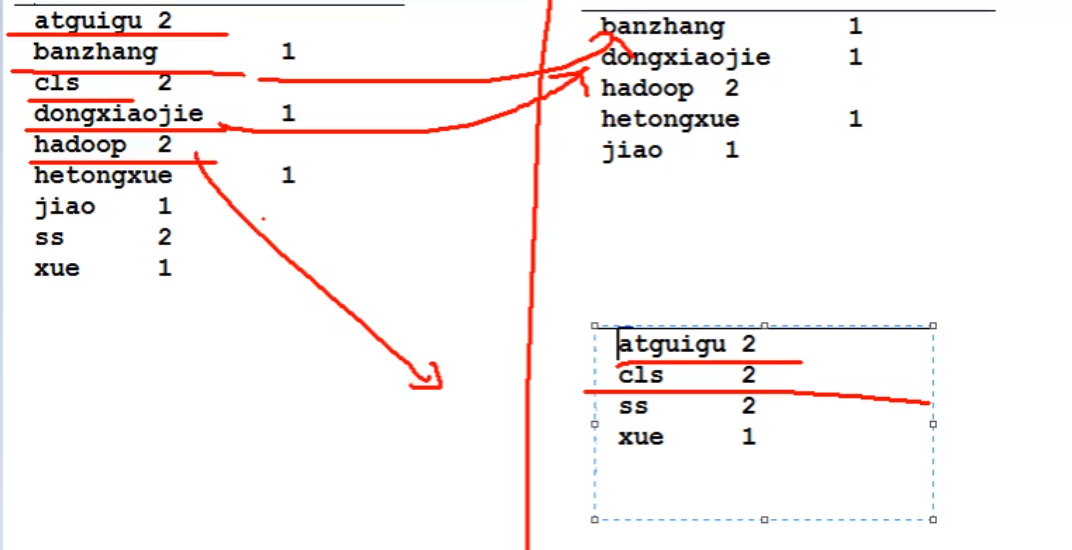 atguigu 2
banzhang 1
cls 2
dongxiaojie 1
hadoop 2
hetongxue 1
jiao 1
ss 2
xue 1
banzhang 1
dongxiaojie 1
hadoop 2
hetongxue 1
jiao 1
atguigu 2
cls 2
ss 2
xue 1